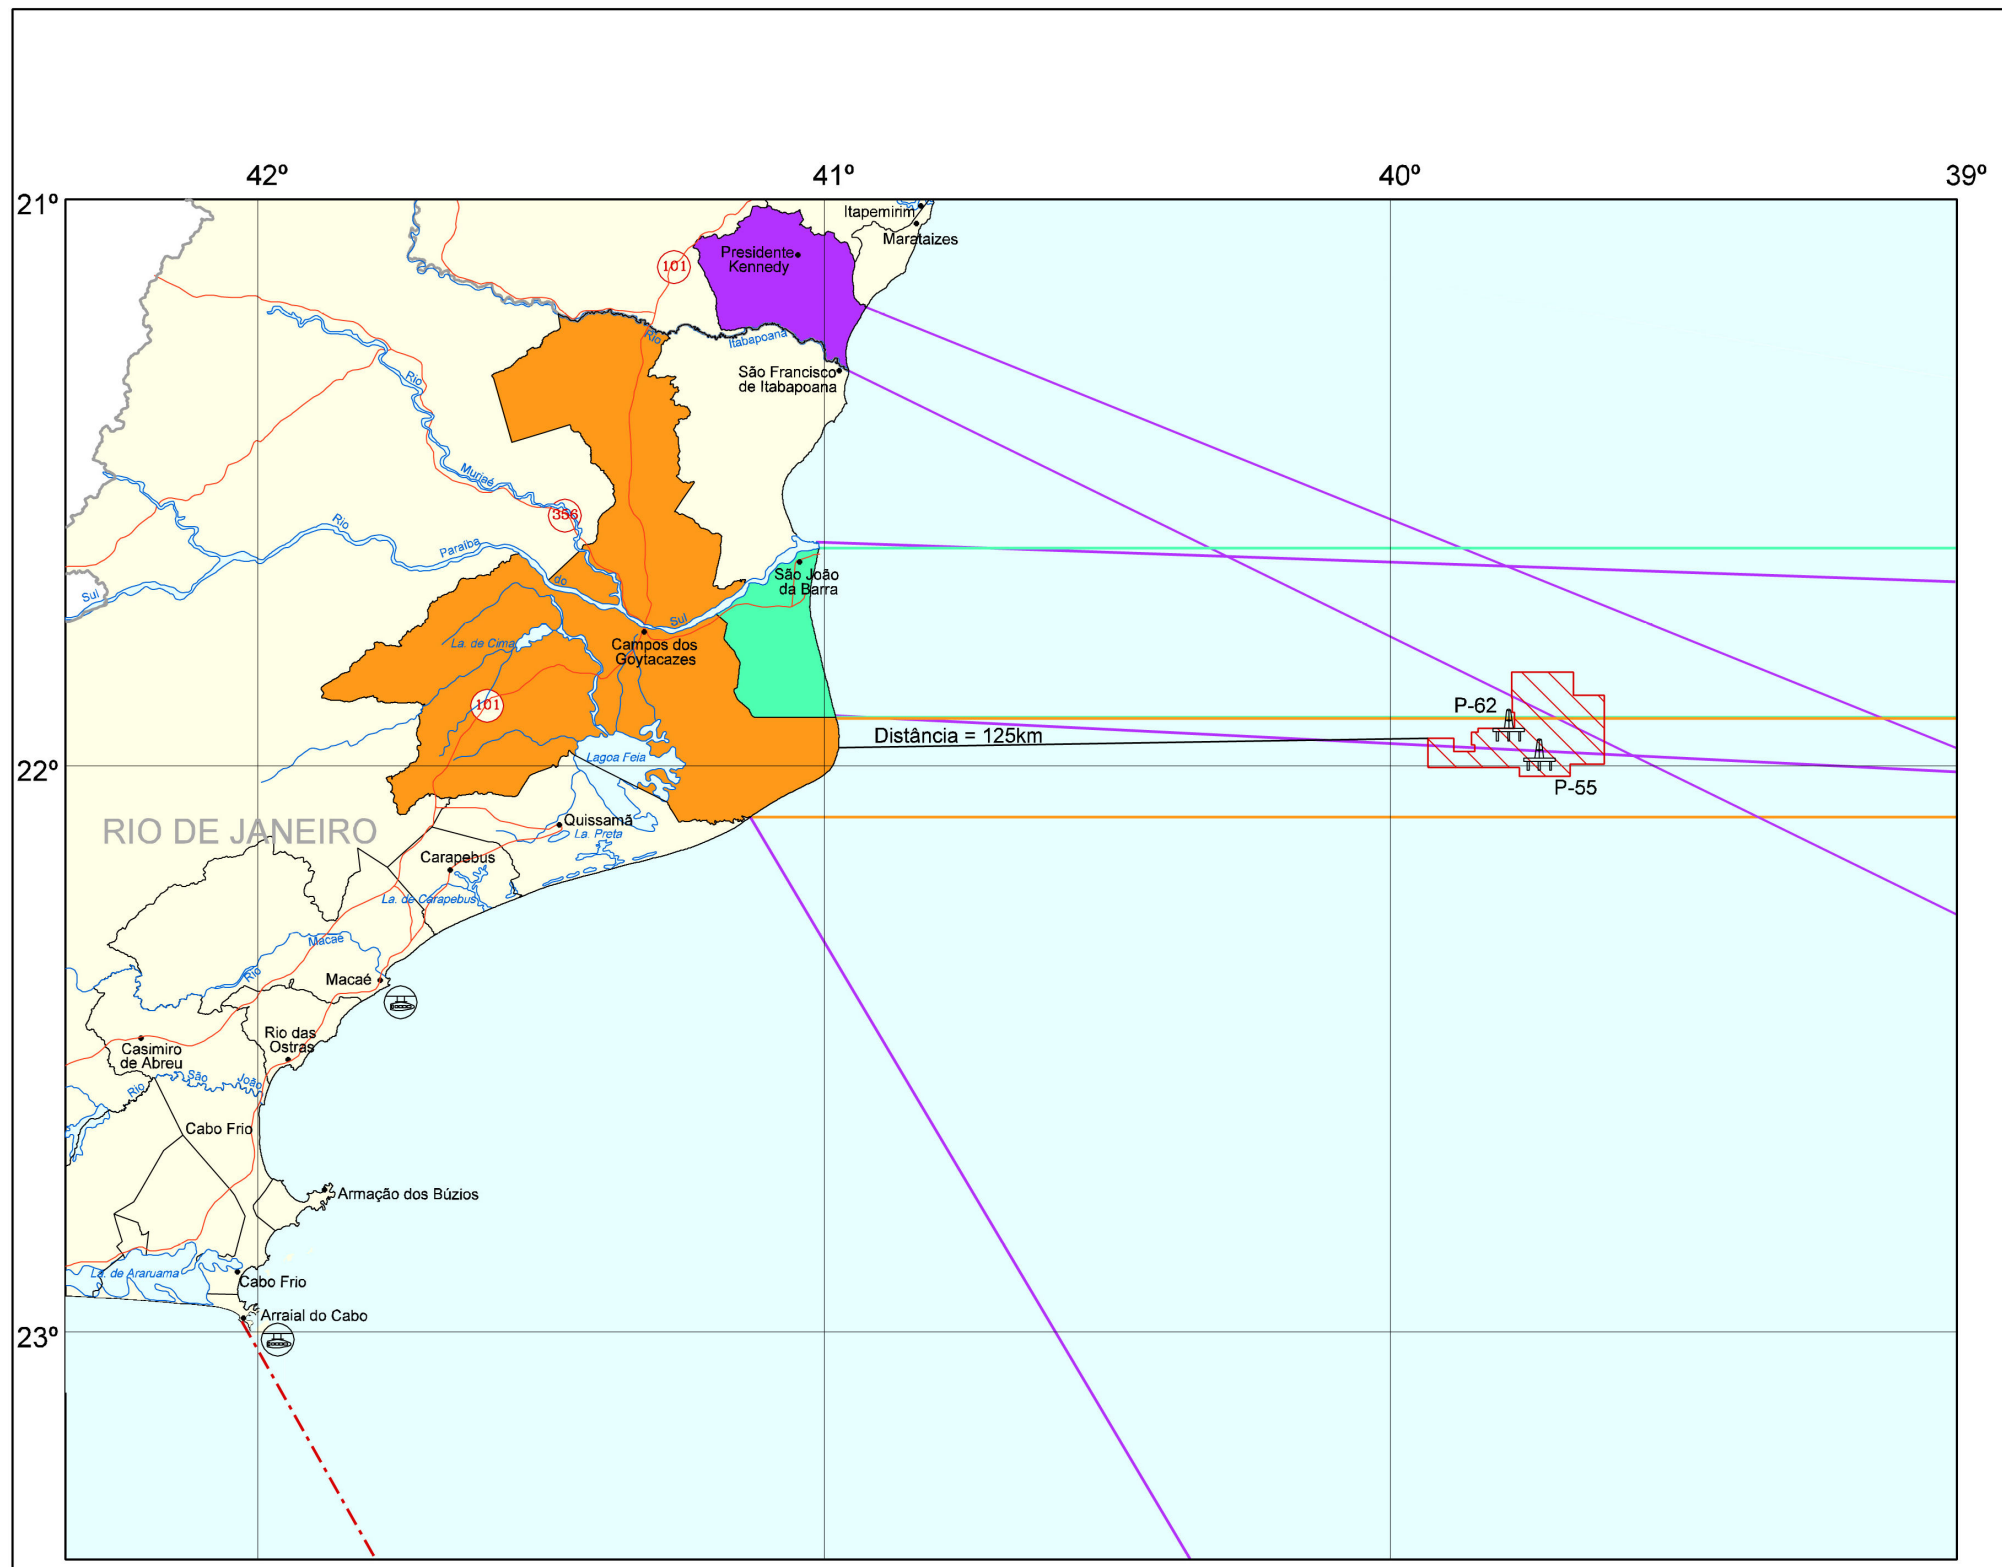 42º
41º
40º
39º
21º
Itapemirim
Marataizes
Presidente
Kennedy
101
Rio
Itabapoana
São Francisco
de Itabapoana
Rio
Muriaé
356
Rio
Paraíba
do
Sul
Sul
São João
da Barra
La. de Cima
Campos dos
Goytacazes
101
P-62
Distância = 125km
Lagoa Feia
22º
P-55
RIO DE JANEIRO
Quissamã
La. Preta
Carapebus
La. de Carapebus
Macae
Rio
Macaé
Rio das
Ostras
Casimiro
de Abreu
Rio
São
João
Cabo Frio
Armação dos Búzios
La. de Araruama
Cabo Frio
Arraial do Cabo
23º